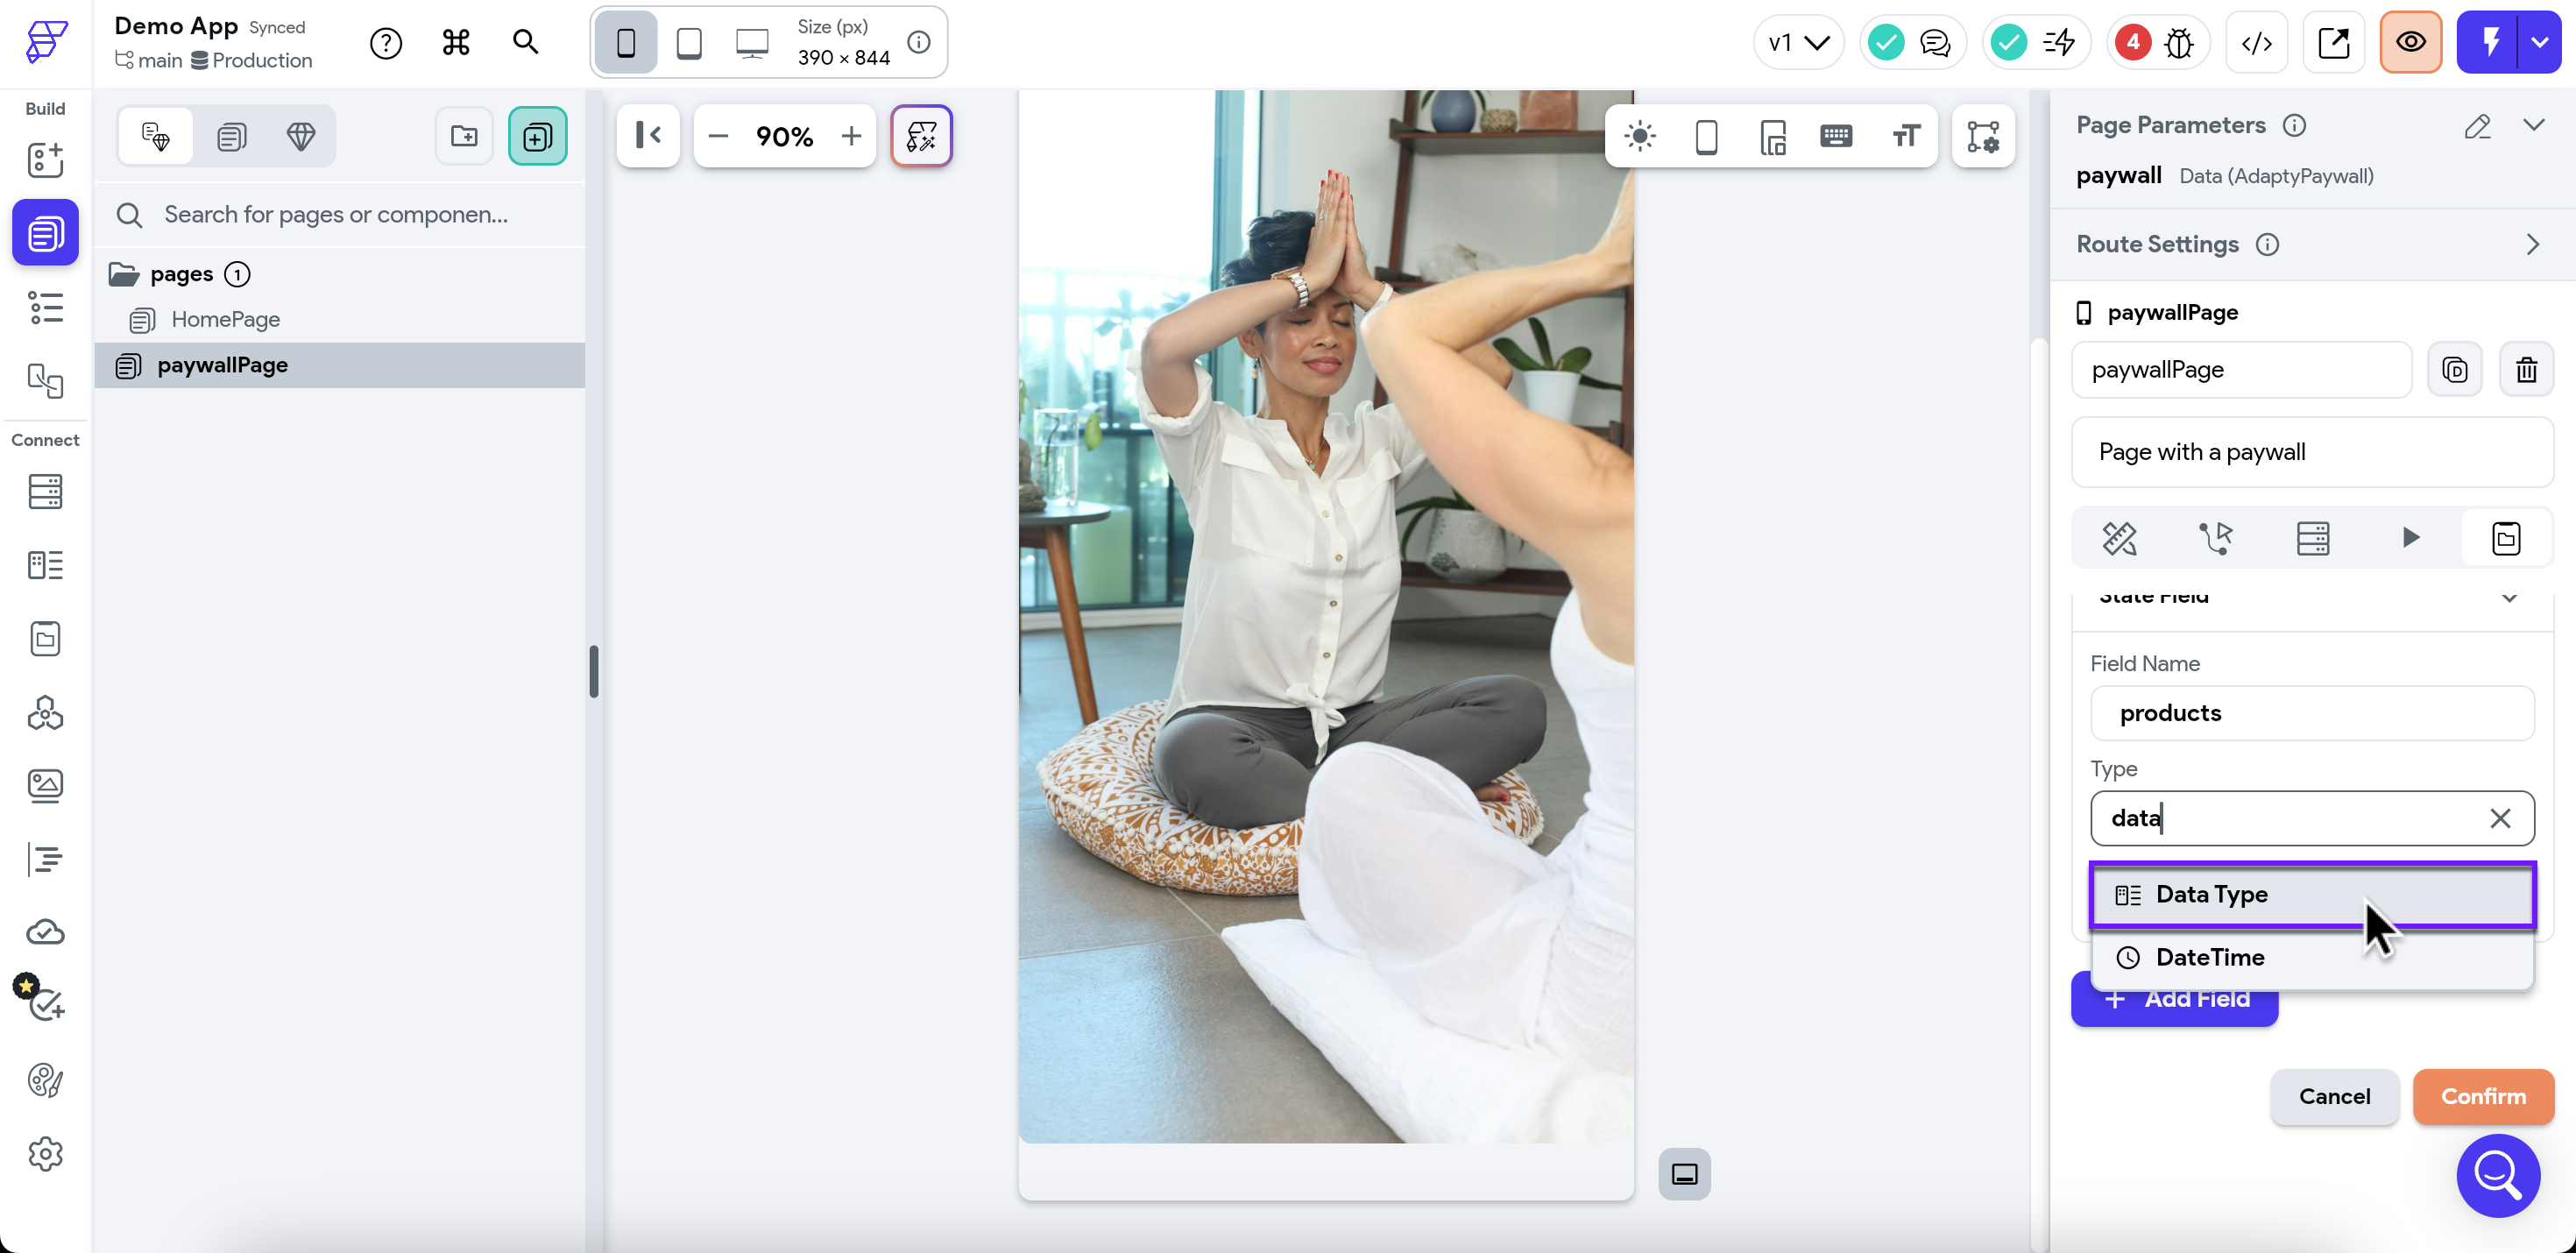 Demo App Synced
main Production
Size (px)
390 × 844
v1
4
Build
Connect
90%
Search for pages or componen...
pages 1
HomePage
paywallPage
Page Parameters
paywall Data (AdaptyPaywall)
Route Settings
paywallPage
paywallPage
Page with a paywall
State Field
Field Name
products
Type
data
Data Type
DateTime
Add Field
Cancel
Confirm